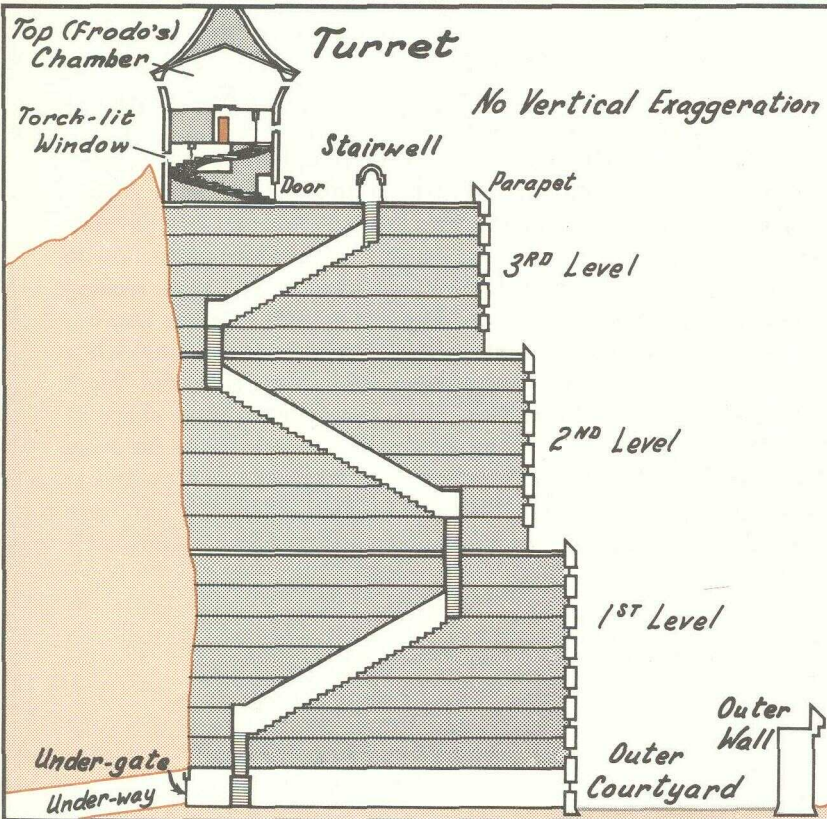 Top (Frodo's)
Chamber
Turret
No Vertical Exaggeration
Torch-lit
Window
Stairwell
Door
Parapet
3RD Level
2ND Level
1ST Level
Outer
Wall
Under-gate
Outer
Courtyard
Under-way